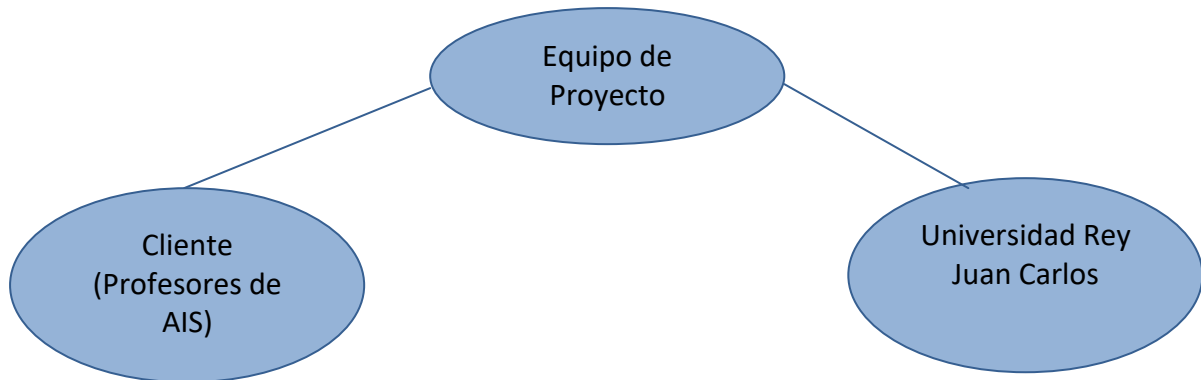 Equipo de
Proyecto
Cliente
(Profesores de
AIS)
Universidad Rey
Juan Carlos